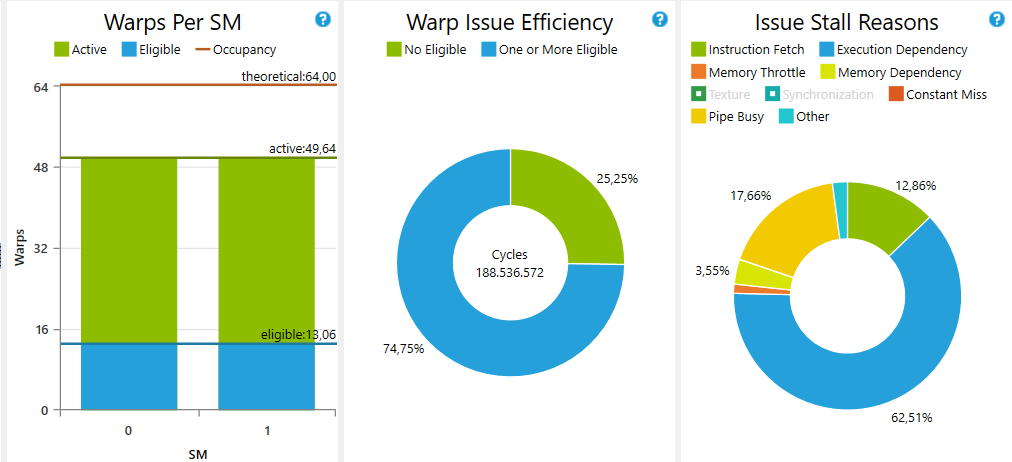 Warps Per SM
?
Active Eligible Occupancy
theoretical:64,00
64
active:49,64
48
Warps
32
eligible:13,06
16
0
0 1
SM
Warp Issue Efficiency
?
No Eligible One or More Eligible
25,25%
Cycles
188.536.572
74,75%
Issue Stall Reasons
?
Instruction Fetch Execution Dependency
Memory Throttle Memory Dependency
Texture Synchronization Constant Miss
Pipe Busy Other
12,86%
17,66%
3,55%
62,51%